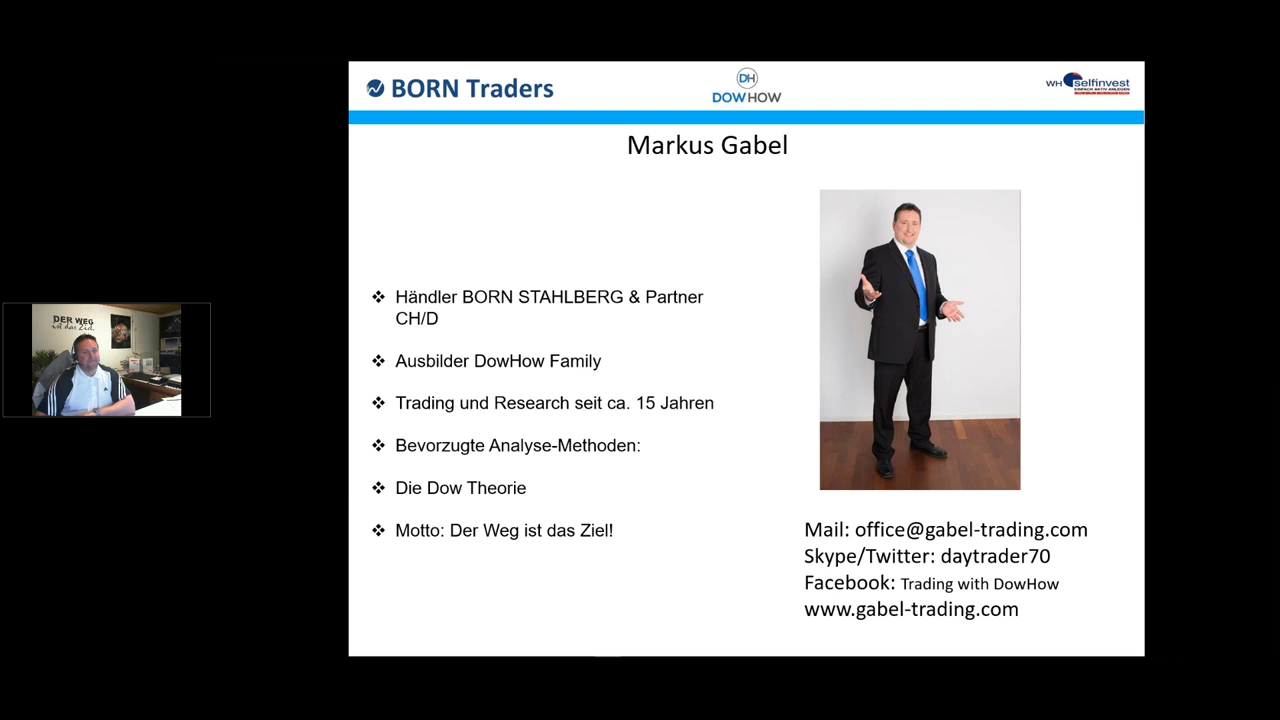 BORN Traders
DH
DOWHOW
WH selfinvest
EINFACH AKTIV ANLEGEN
Markus Gabel
❖ Händler BORN STAHLBERG & Partner
CH/D
❖ Ausbilder DowHow Family
❖ Trading und Research seit ca. 15 Jahren
❖ Bevorzugte Analyse-Methoden:
❖ Die Dow Theorie
❖ Motto: Der Weg ist das Ziel!
Mail: office@gabel-trading.com
Skype/Twitter: daytrader70
Facebook: Trading with DowHow
www.gabel-trading.com
DER WEG
ist das Ziel.